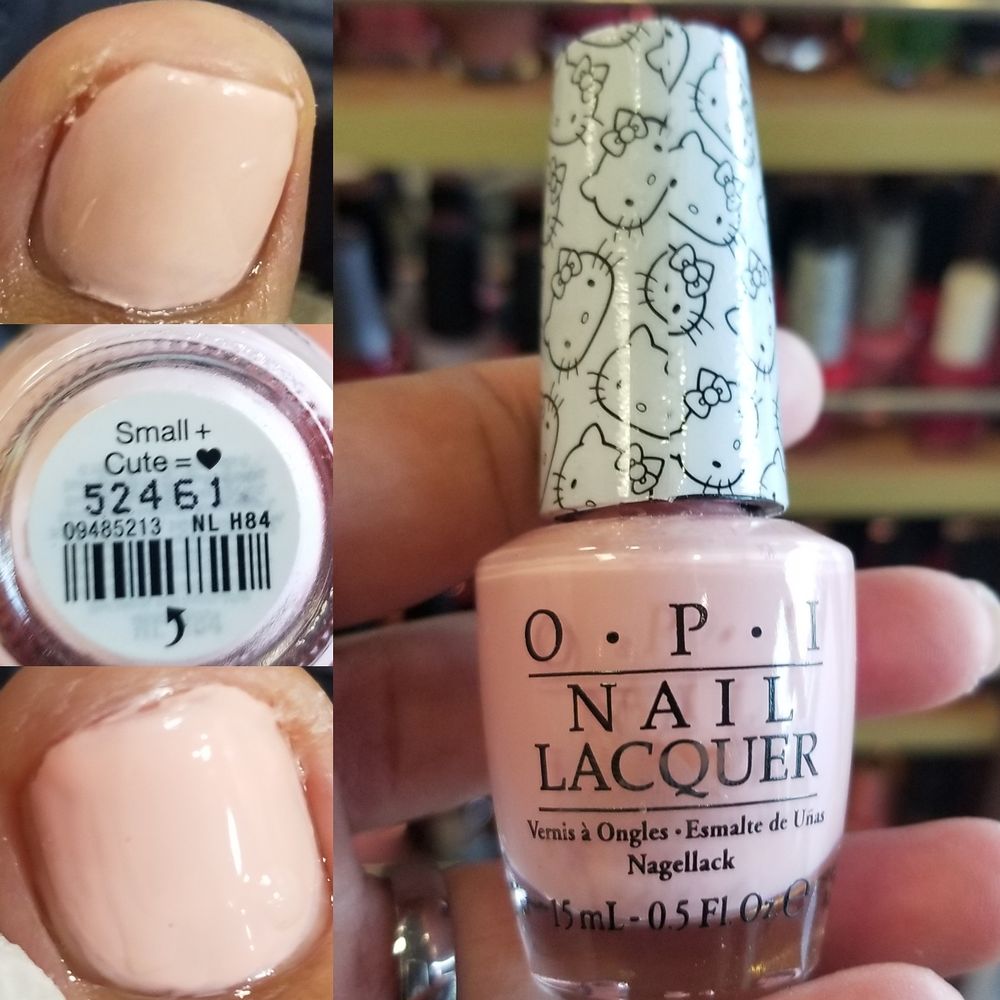 Small +
Cute = ♥
52461
09485213 NL H84
O · P · I
NAIL
LACQUER
Vernis à Ongles · Esmalte de Uñas
Nagellack
15 mL - 0.5 Fl Oz